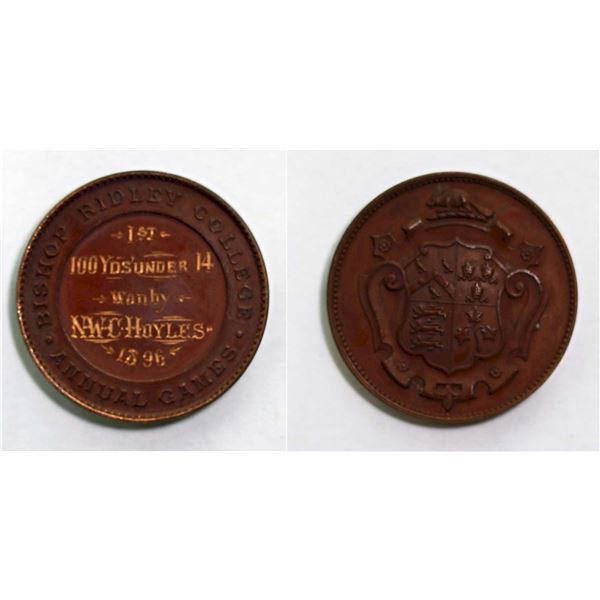 BISHOP RIDLEY COLLEGE
ANNUAL GAMES
1ST
100 YDS UNDER 14
Won by
N.W.C. HOYLES
1896